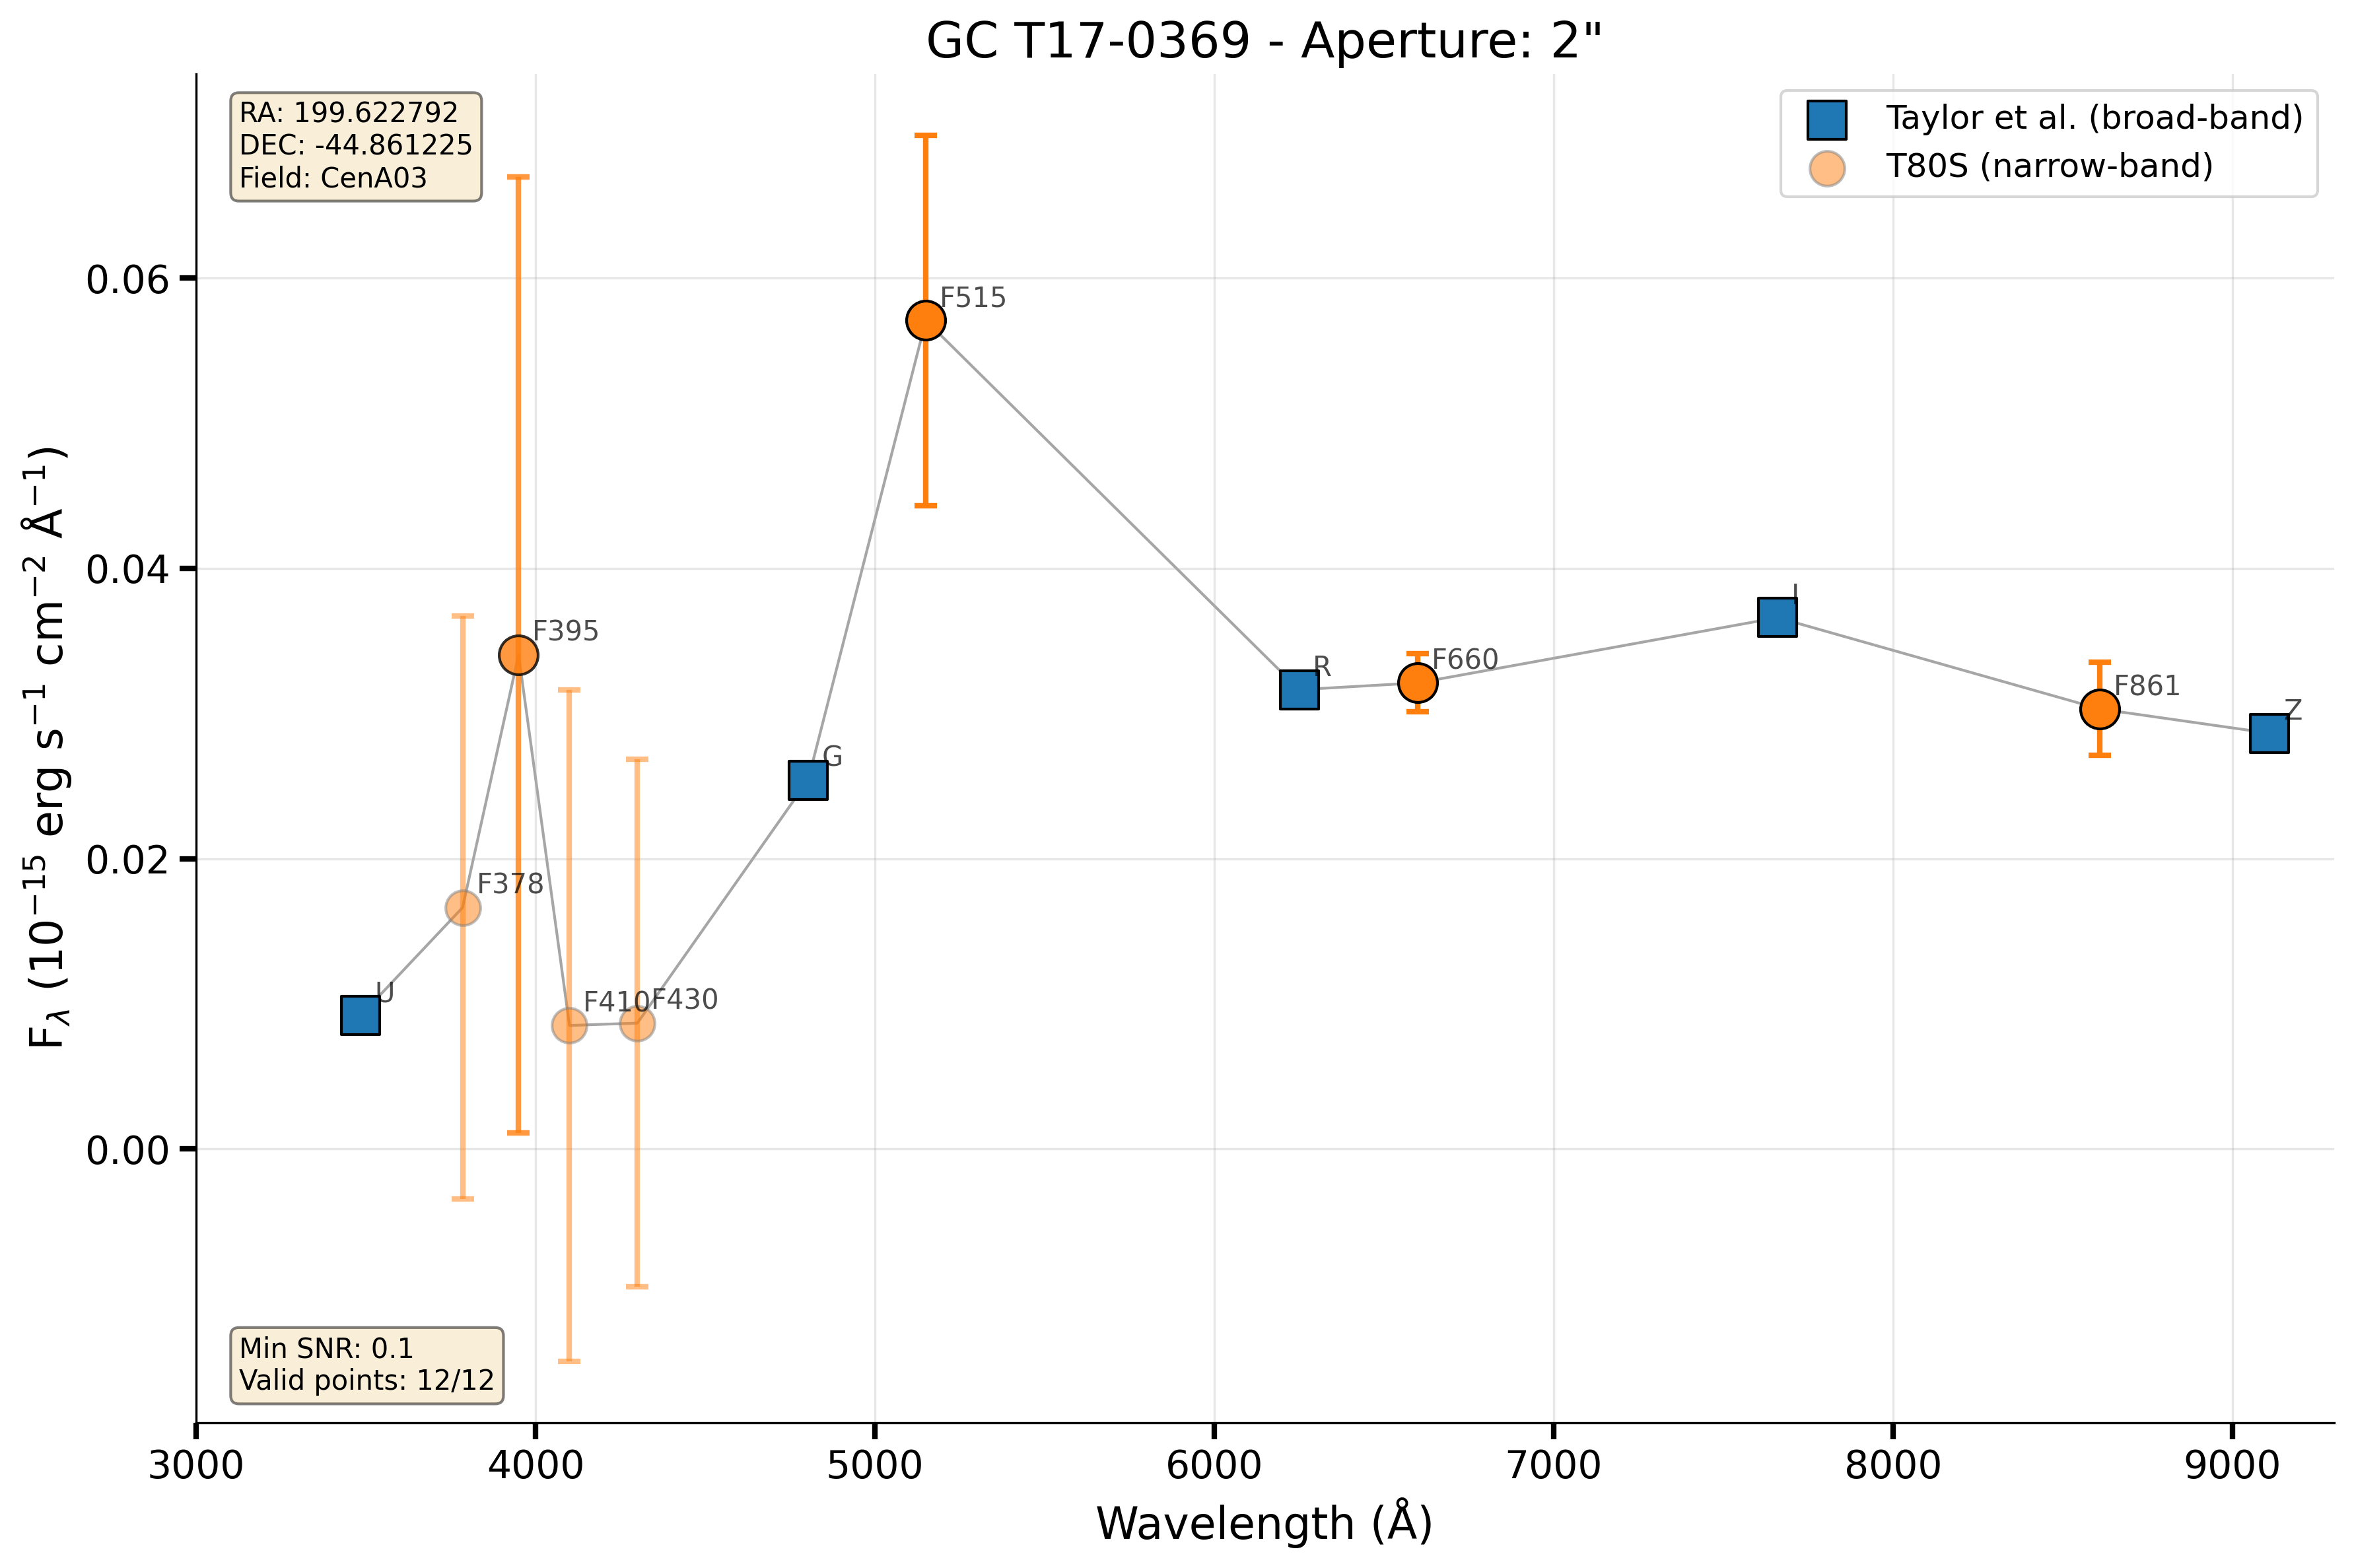 GC T17-0369 - Aperture: 2"
RA: 199.622792
DEC: -44.861225
Field: CenA03
Taylor et al. (broad-band)
T80S (narrow-band)
F515
F395
F378
F410
F430
U
G
R
F660
I
F861
Z
0.06
0.04
0.02
0.00
F_λ (10⁻¹⁵ erg s⁻¹ cm⁻² Å⁻¹)
Min SNR: 0.1
Valid points: 12/12
3000 4000 5000 6000 7000 8000 9000
Wavelength (Å)